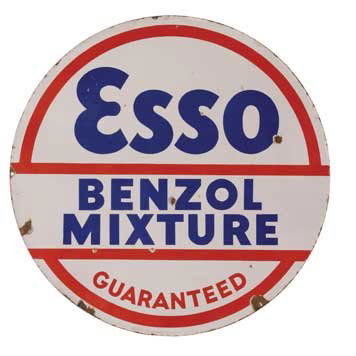 Esso
BENZOL
MIXTURE
GUARANTEED